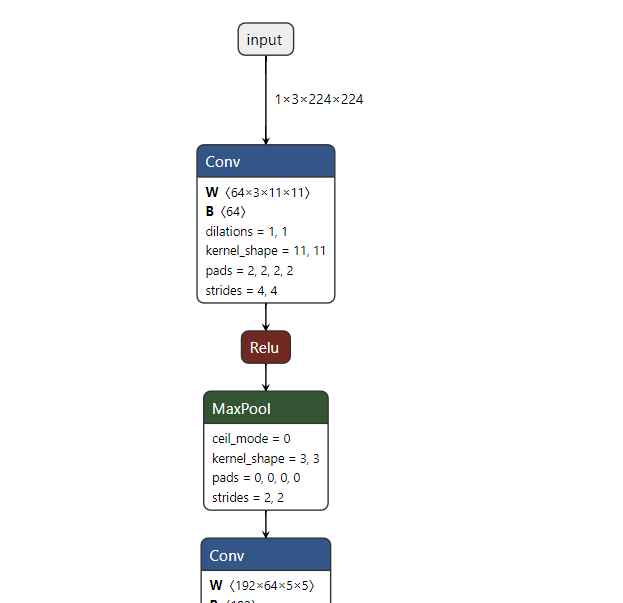 input
1×3×224×224
Conv
W 〈64×3×11×11〉
B 〈64〉
dilations = 1, 1
kernel_shape = 11, 11
pads = 2, 2, 2, 2
strides = 4, 4
Relu
MaxPool
ceil_mode = 0
kernel_shape = 3, 3
pads = 0, 0, 0, 0
strides = 2, 2
Conv
W 〈192×64×5×5〉